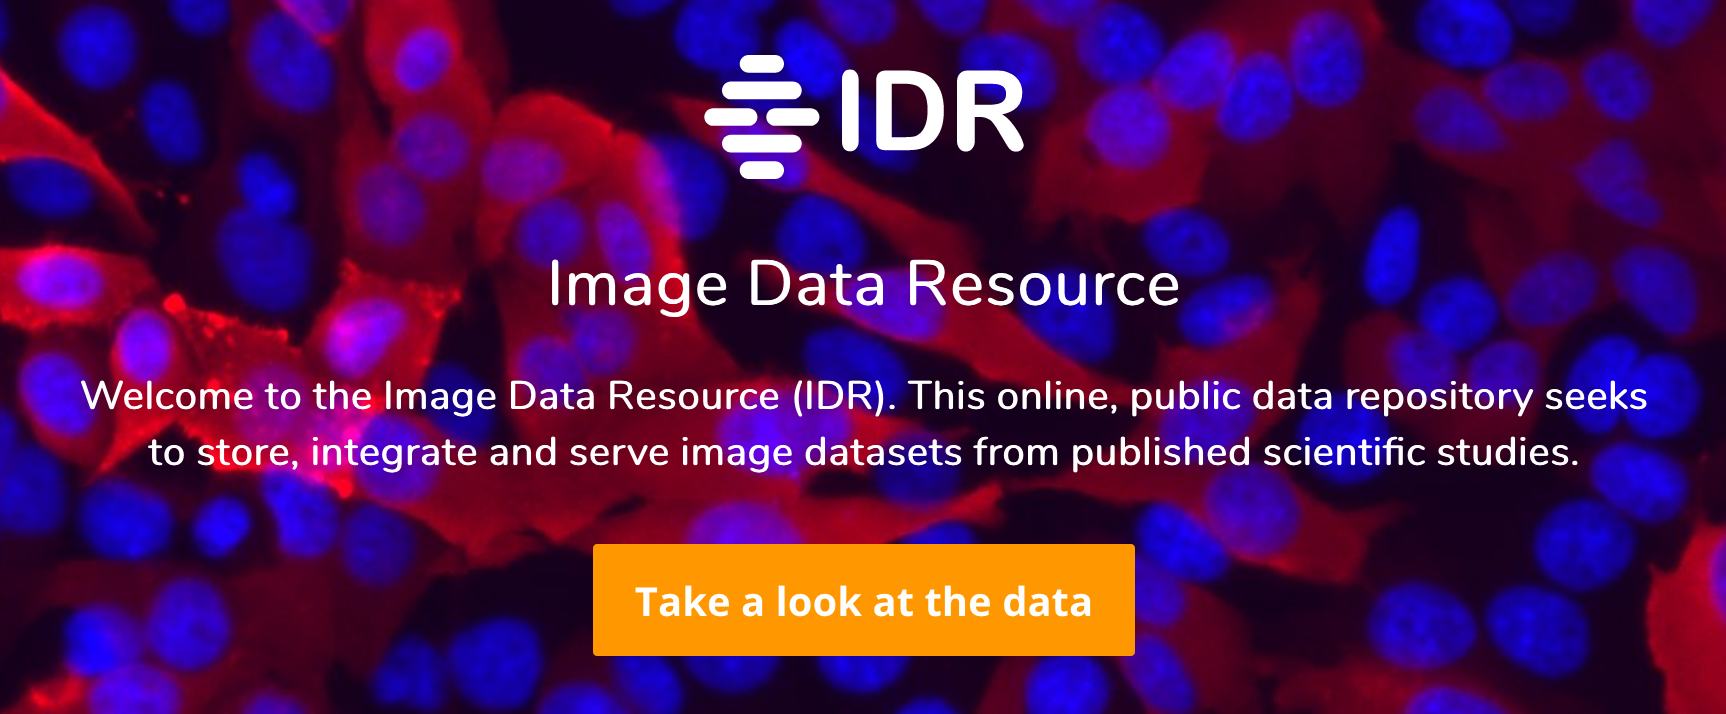 IDR
Image Data Resource
Welcome to the Image Data Resource (IDR). This online, public data repository seeks
to store, integrate and serve image datasets from published scientific studies.
Take a look at the data